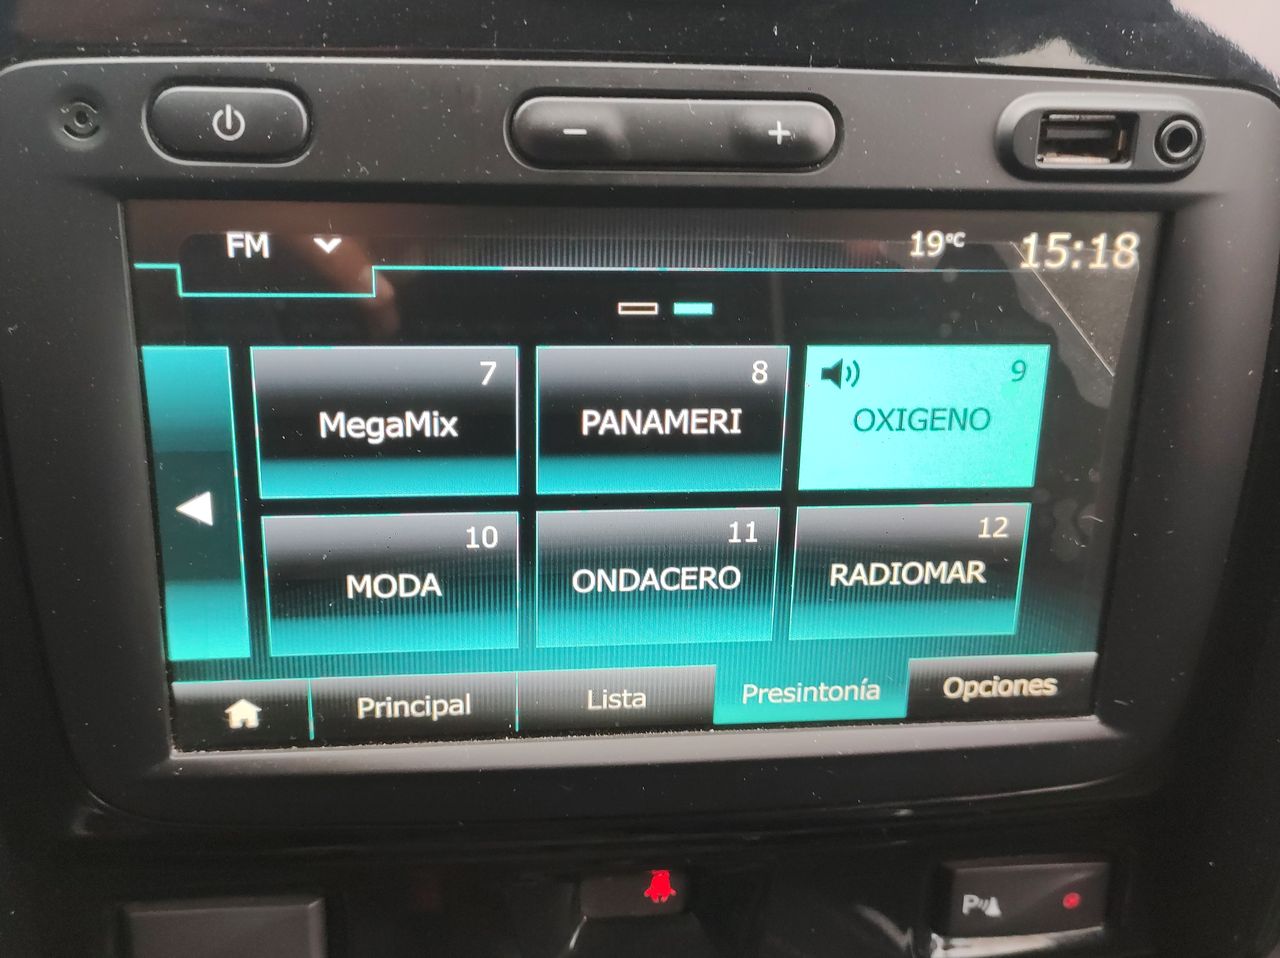 FM
19°C
15:18
7
MegaMix
8
PANAMERI
9
OXIGENO
10
MODA
11
ONDACERO
12
RADIOMAR
Principal
Lista
Presintonía
Opciones
P